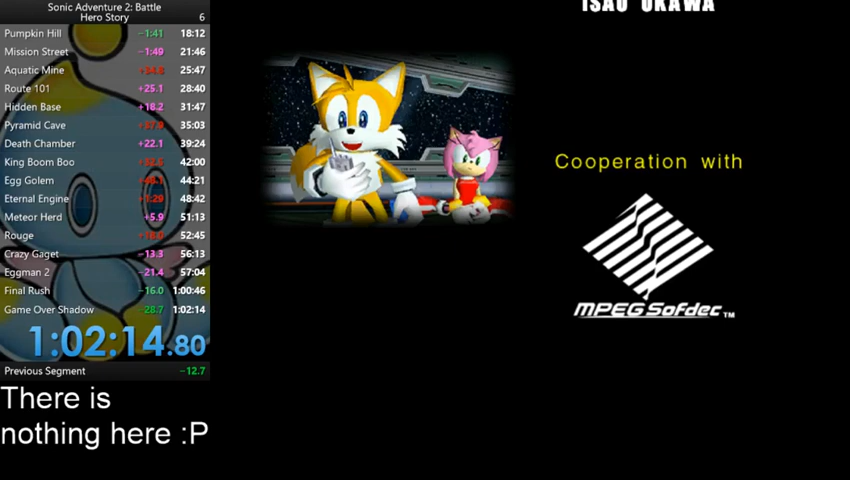 Sonic Adventure 2: Battle
Hero Story 6
Pumpkin Hill −1:41 18:12
Mission Street −1:49 21:46
Aquatic Mine +34.8 25:47
Route 101 +25.1 28:40
Hidden Base +18.2 31:47
Pyramid Cave +37.9 35:03
Death Chamber +22.1 39:24
King Boom Boo 42:00
Egg Golem 44:21
Eternal Engine +1:29 48:42
Meteor Herd +5.9 51:13
Rouge 52:45
Crazy Gaget −13.3 56:13
Eggman 2 −21.4 57:04
Final Rush −16.0 1:00:46
Game Over Shadow −28.7 1:02:14
1:02:14.80
Previous Segment −12.7
There is
nothing here :P
ISAO OKAWA
Cooperation with
MPEG Sofdec TM